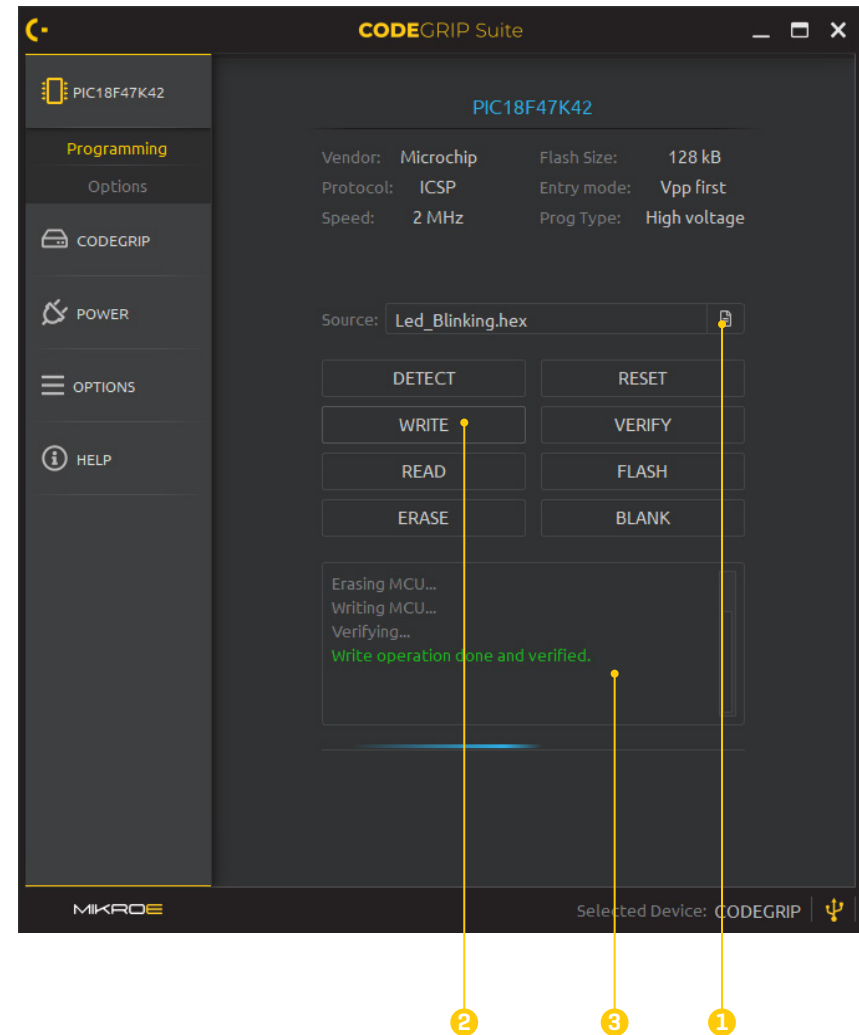 CODEGRIP Suite
PIC18F47K42
Programming
Options
CODEGRIP
POWER
OPTIONS
HELP
PIC18F47K42
Vendor: Microchip Flash Size: 128 kB
Protocol: ICSP Entry mode: Vpp first
Speed: 2 MHz Prog Type: High voltage
Source: Led_Blinking.hex
DETECT RESET
WRITE VERIFY
READ FLASH
ERASE BLANK
Erasing MCU...
Writing MCU...
Verifying...
Write operation done and verified.
MIKROE Selected Device: CODEGRIP
2 3 1